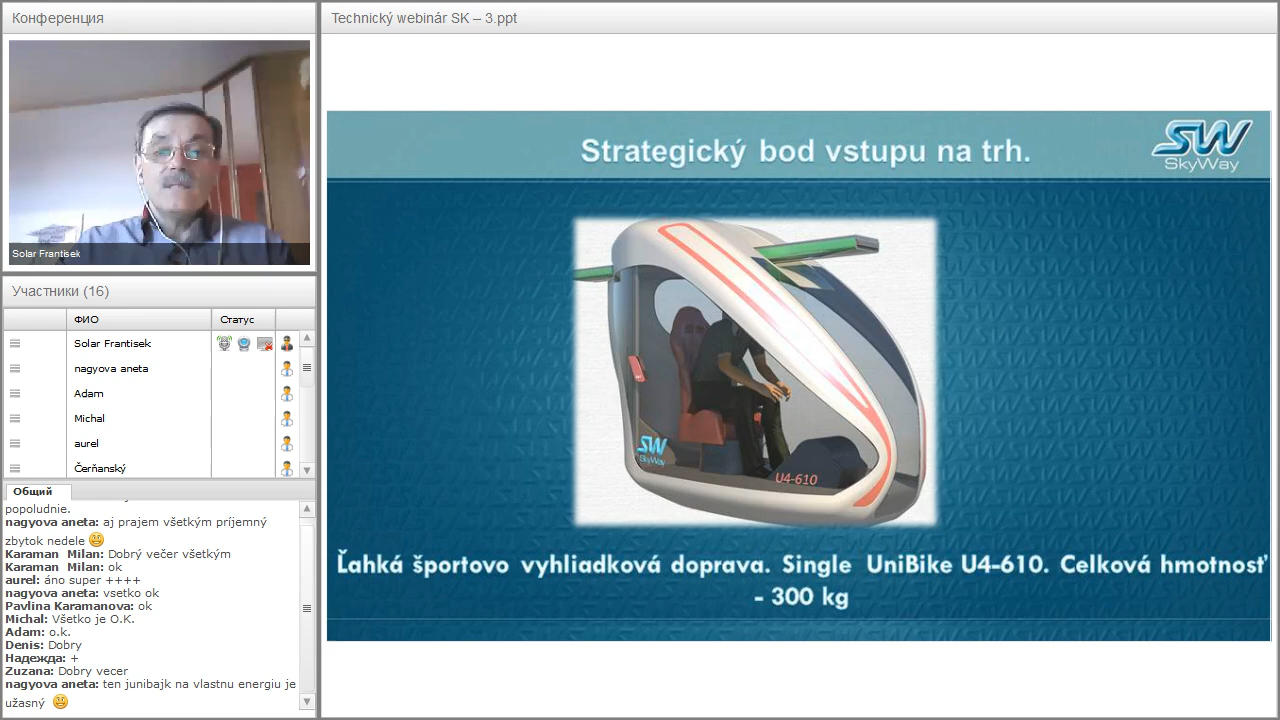 Конференция
Solar Frantisek
Участники (16)
ФИО Статус
Solar Frantisek
nagyova aneta
Adam
Michal
aurel
Čerňanský
Общий
popoludnie.
nagyova aneta: aj prajem všetkým príjemný
zbytok nedele
Karaman Milan: Dobrý večer všetkým
Karaman Milan: ok
aurel: áno super ++++
nagyova aneta: vsetko ok
Pavlina Karamanova: ok
Michal: Všetko je O.K.
Adam: o.k.
Denis: Dobry
Надежда: +
Zuzana: Dobry vecer
nagyova aneta: ten junibajk na vlastnu energiu je
užasný
Technický webinár SK – 3.ppt
Strategický bod vstupu na trh.
SW
SkyWay
SW
SkyWay
U4-610
Ľahká športovo vyhliadková doprava. Single UniBike U4-610. Celková hmotnosť
- 300 kg